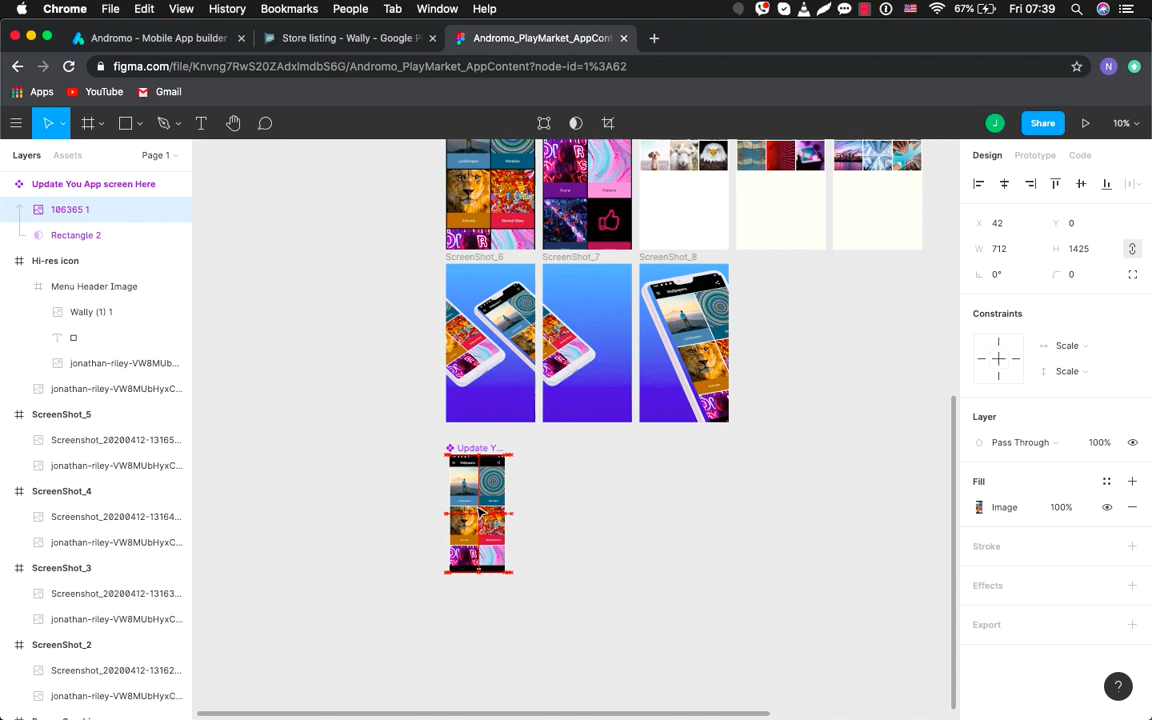 Chrome File Edit View History Bookmarks People Tab Window Help 67% Fri 07:39
Andromo - Mobile App builder Store listing - Wally - Google P Andromo_PlayMarket_AppCont
figma.com/file/Knvng7RwS20ZAdxlmdbS6G/Andromo_PlayMarket_AppContent?node-id=1%3A62 N
Apps YouTube Gmail
J Share 10%
Layers Assets Page 1 Design Prototype Code
Update You App screen Here
106365 1
Rectangle 2
Hi-res icon
Menu Header Image
Wally (1) 1
T
jonathan-riley-VW8MUbH...
jonathan-riley-VW8MUbHyxC...
ScreenShot_5
Screenshot_20200412-13165...
jonathan-riley-VW8MUbHyxC...
ScreenShot_4
Screenshot_20200412-13164...
jonathan-riley-VW8MUbHyxC...
ScreenShot_3
Screenshot_20200412-13163...
jonathan-riley-VW8MUbHyxC...
ScreenShot_2
Screenshot_20200412-13162...
jonathan-riley-VW8MUbHyxC...
ScreenShot_6 ScreenShot_7 ScreenShot_8
Wallpapers
Update Y...
X 42 Y 0
W 712 H 1425
0° 0
Constraints
Scale
Scale
Layer
Pass Through 100%
Fill
Image 100%
Stroke
Effects
Export
?